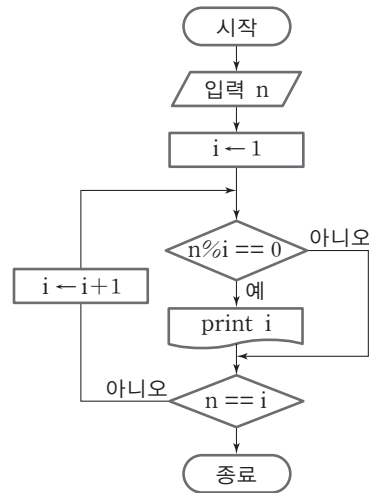 시작
입력 n
i ← 1
n%i == 0
아니오
예
i ← i+1
print i
아니오
n == i
종료